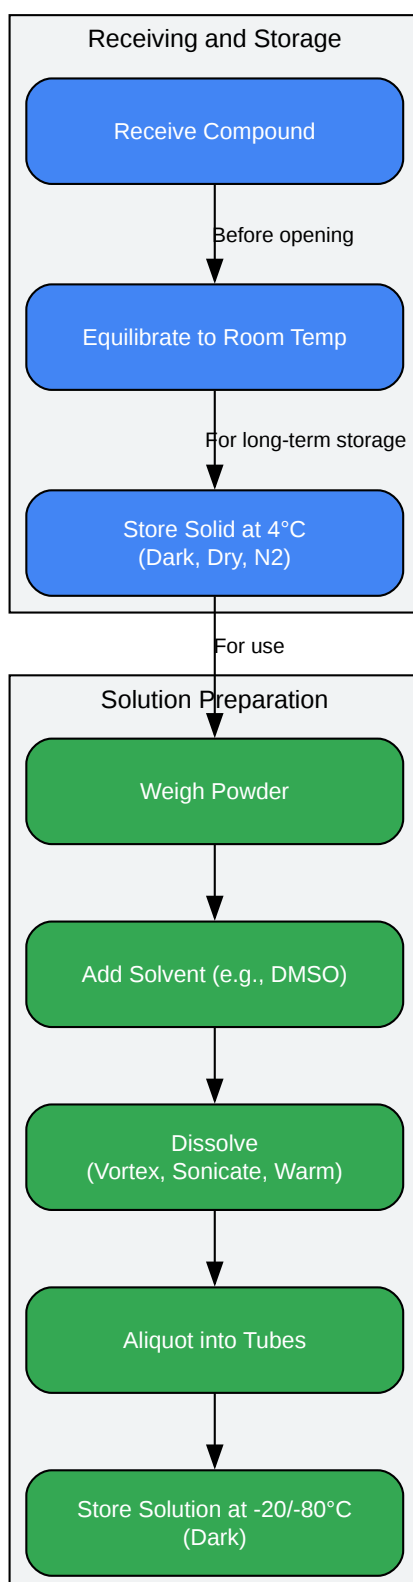 Receiving and Storage
Receive Compound
Before opening
Equilibrate to Room Temp
For long-term storage
Store Solid at 4°C
(Dark, Dry, N2)
For use
Solution Preparation
Weigh Powder
Add Solvent (e.g., DMSO)
Dissolve
(Vortex, Sonicate, Warm)
Aliquot into Tubes
Store Solution at -20/-80°C
(Dark)